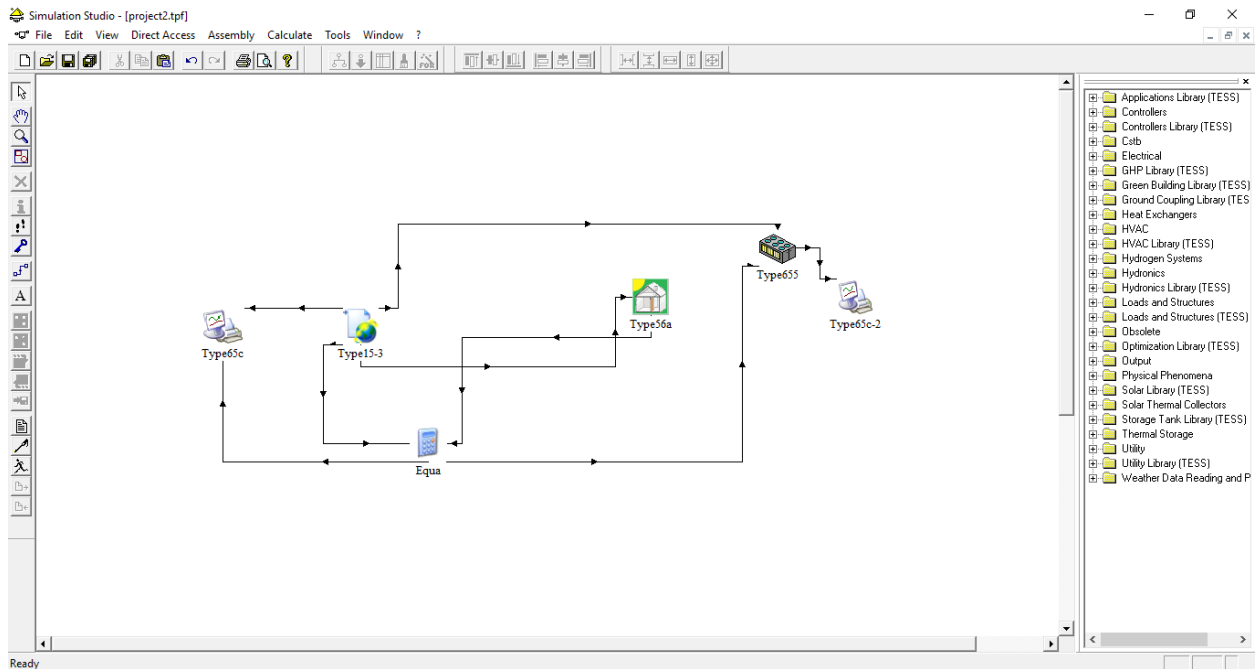 Simulation Studio - [project2.tpf]
File Edit View Direct Access Assembly Calculate Tools Window ?
Type655
Type65c-2
Type56a
Type65c
Type15-3
Equa
Applications Library (TESS)
Controllers
Controllers Library (TESS)
Cstb
Electrical
GHP Library (TESS)
Green Building Library (TESS)
Ground Coupling Library (TES
Heat Exchangers
HVAC
HVAC Library (TESS)
Hydrogen Systems
Hydronics
Hydronics Library (TESS)
Loads and Structures
Loads and Structures (TESS)
Obsolete
Optimization Library (TESS)
Output
Physical Phenomena
Solar Library (TESS)
Solar Thermal Collectors
Storage Tank Library (TESS)
Thermal Storage
Utility
Utility Library (TESS)
Weather Data Reading and P
Ready